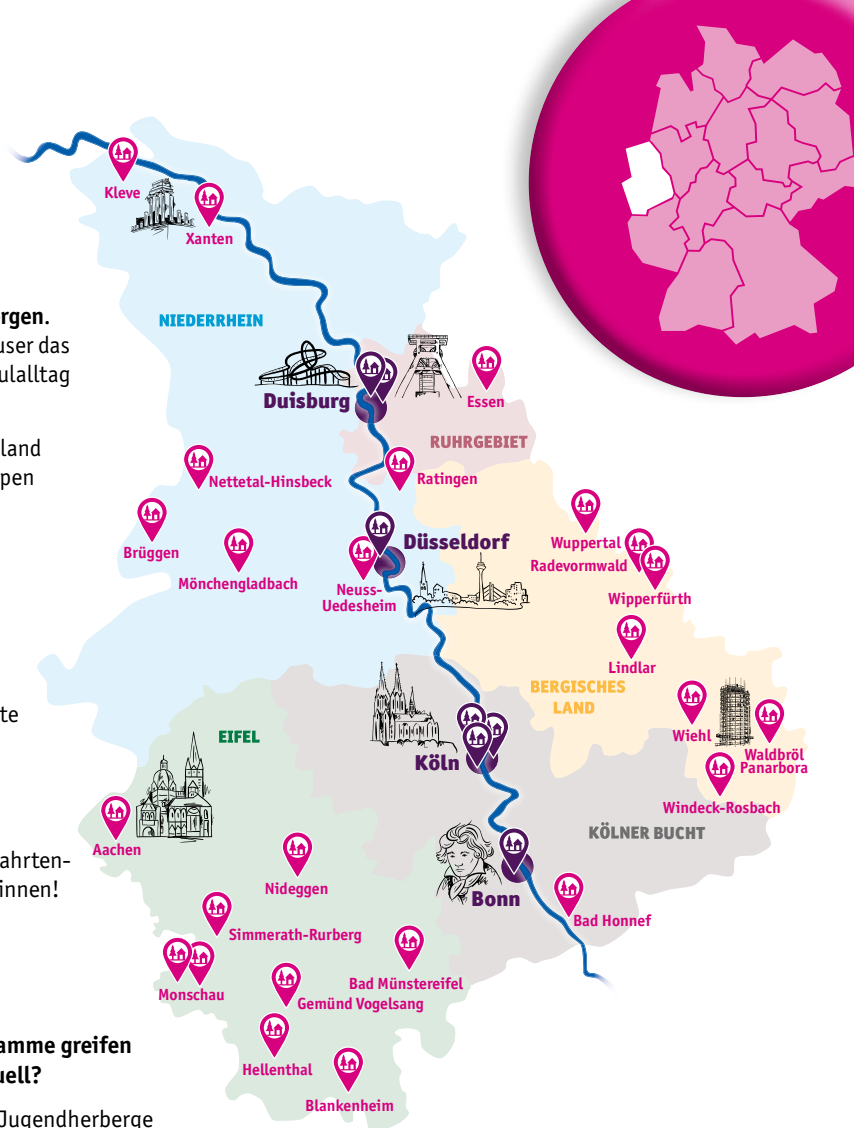 rgen.
user das
ulalltag
land
pen
te
ahrten-
innen!
amme greifen
uell?
Jugendherberge
Kleve
Xanten
NIEDERRHEIN
Duisburg
Essen
RUHRGEBIET
Nettetal-Hinsbeck
Ratingen
Brüggen
Mönchengladbach
Düsseldorf
Neuss-
Uedesheim
Wuppertal
Radevormwald
Wipperfürth
Lindlar
BERGISCHES
LAND
Wiehl
Waldbröl
Panarbora
Windeck-Rosbach
EIFEL
Köln
KÖLNER BUCHT
Aachen
Nideggen
Bonn
Bad Honnef
Simmerath-Rurberg
Monschau
Bad Münstereifel
Gemünd Vogelsang
Hellenthal
Blankenheim